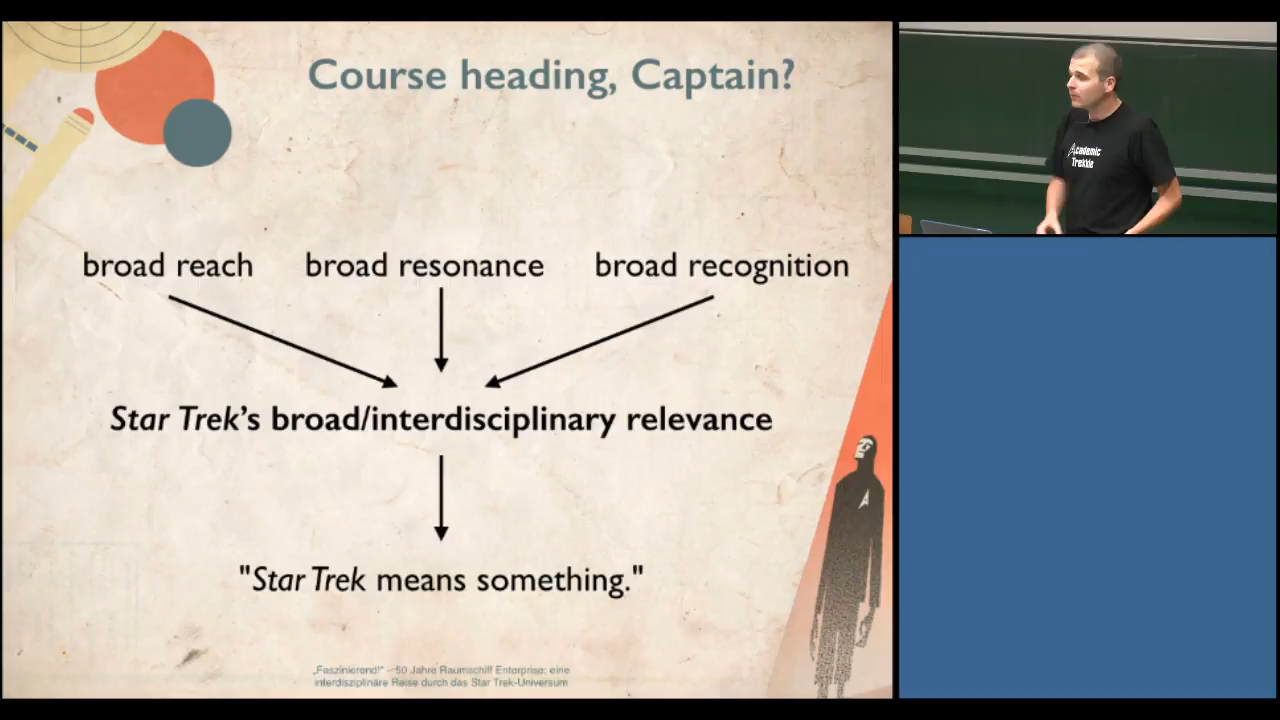 Course heading, Captain?
broad reach broad resonance broad recognition
Star Trek's broad/interdisciplinary relevance
"Star Trek means something."
„Faszinierend!" – 50 Jahre Raumschiff Enterprise: eine
interdisziplinäre Reise durch das Star Trek-Universum
Academic
Trekkie